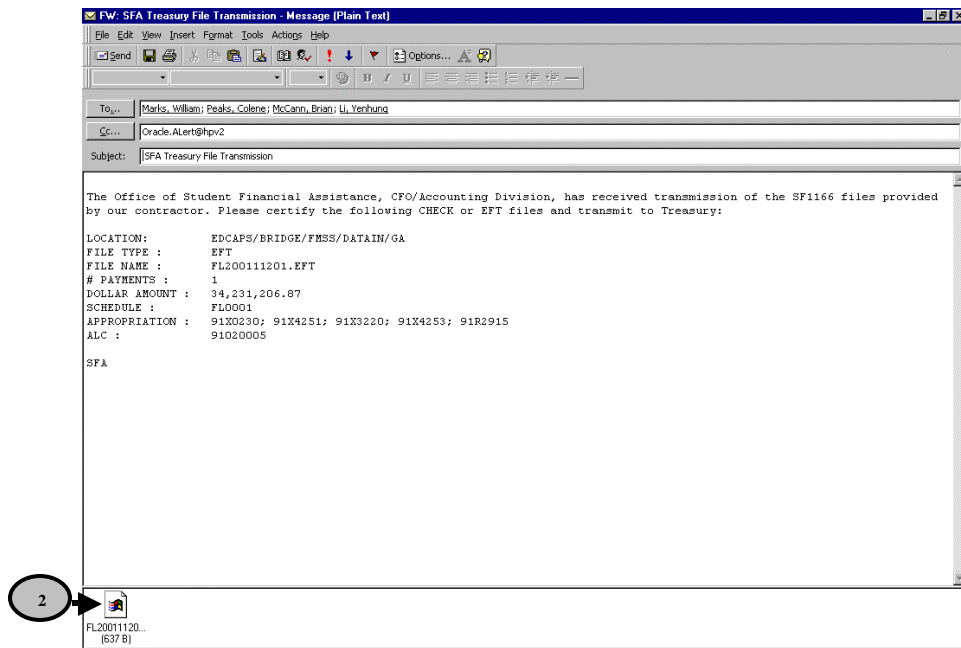 FW: SFA Treasury File Transmission - Message (Plain Text)
File Edit View Insert Format Tools Actions Help
Send Options...
B I U
To... Marks, William; Peaks, Colene; McCann, Brian; Li, Yenhung
Cc... Oracle.ALert@hpv2
Subject: SFA Treasury File Transmission
The Office of Student Financial Assistance, CFO/Accounting Division, has received transmission of the SF1166 files provided
by our contractor. Please certify the following CHECK or EFT files and transmit to Treasury:
LOCATION: EDCAPS/BRIDGE/FMSS/DATAIN/GA
FILE TYPE : EFT
FILE NAME : FL200111201.EFT
# PAYMENTS : 1
DOLLAR AMOUNT : 34,231,206.87
SCHEDULE : FL0001
APPROPRIATION : 91X0230; 91X4251; 91X3220; 91X4253; 91R2915
ALC : 91020005
SFA
2
FL20011120...
(637 B)